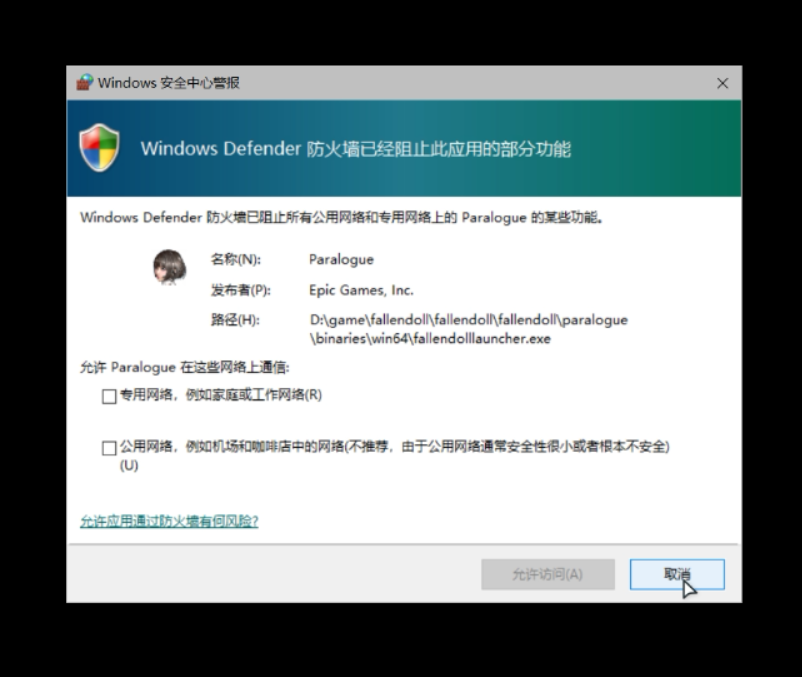 Windows 安全中心警报
Windows Defender 防火墙已经阻止此应用的部分功能
Windows Defender 防火墙已阻止所有公用网络和专用网络上的 Paralogue 的某些功能。
名称(N): Paralogue
发布者(P): Epic Games, Inc.
路径(H): D:\game\fallendoll\fallendoll\fallendoll\paralogue
\binaries\win64\fallendolllauncher.exe
允许 Paralogue 在这些网络上通信:
专用网络，例如家庭或工作网络(R)
公用网络，例如机场和咖啡店中的网络(不推荐，由于公用网络通常安全性很小或者根本不安全)
(U)
允许应用通过防火墙有何风险?
允许访问(A) 取消